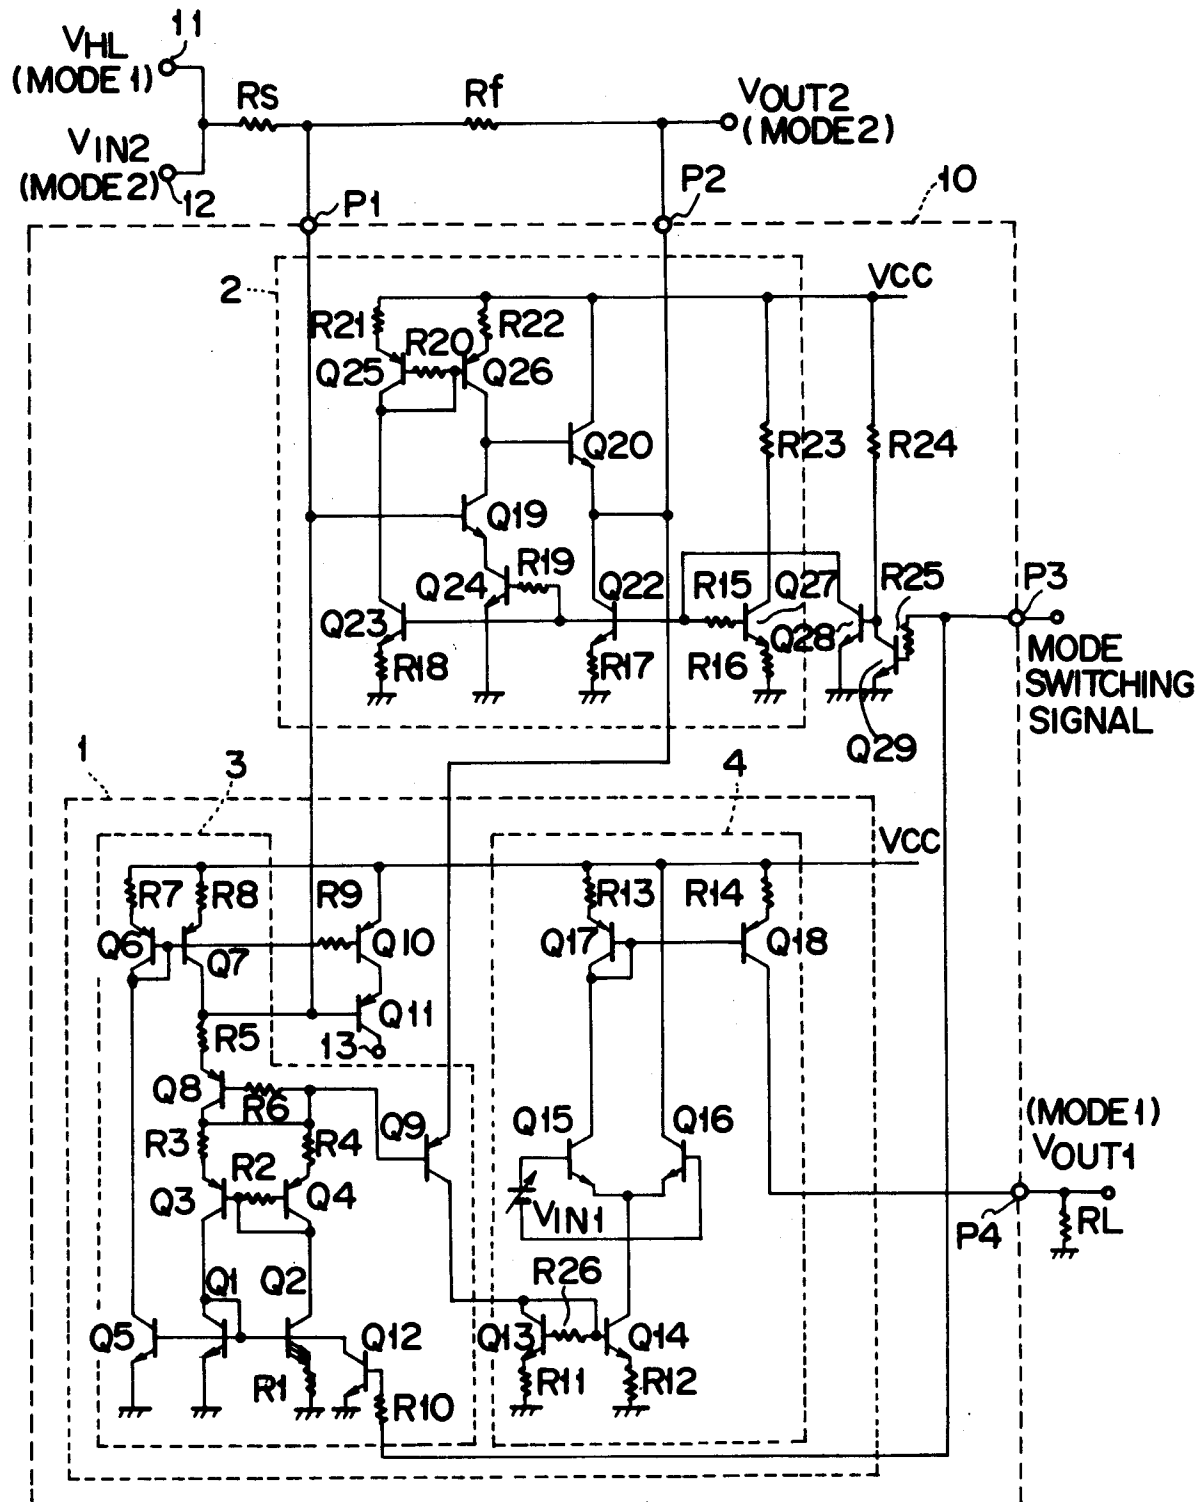 11
VHL
(MODE 1)
Rs
Rf
VOUT2
(MODE 2)
VIN2
(MODE 2)
12
P1
P2
10
2
VCC
R21
R20
R22
Q25
Q26
Q20
R23
R24
Q19
R19
Q24
Q22
R15
Q27
R25
P3
Q23
Q28
R18
R17
R16
MODE
SWITCHING
SIGNAL
Q29
1
3
4
VCC
R7
R8
R9
R13
R14
Q6
Q7
Q10
Q17
Q18
R5
Q11
13
Q8
R6
Q9
Q15
Q16
(MODE 1)
VOUT1
R3
R4
R2
Q3
Q4
VIN1
P4
RL
Q1
Q2
R26
Q5
Q12
Q13
Q14
R1
R10
R11
R12